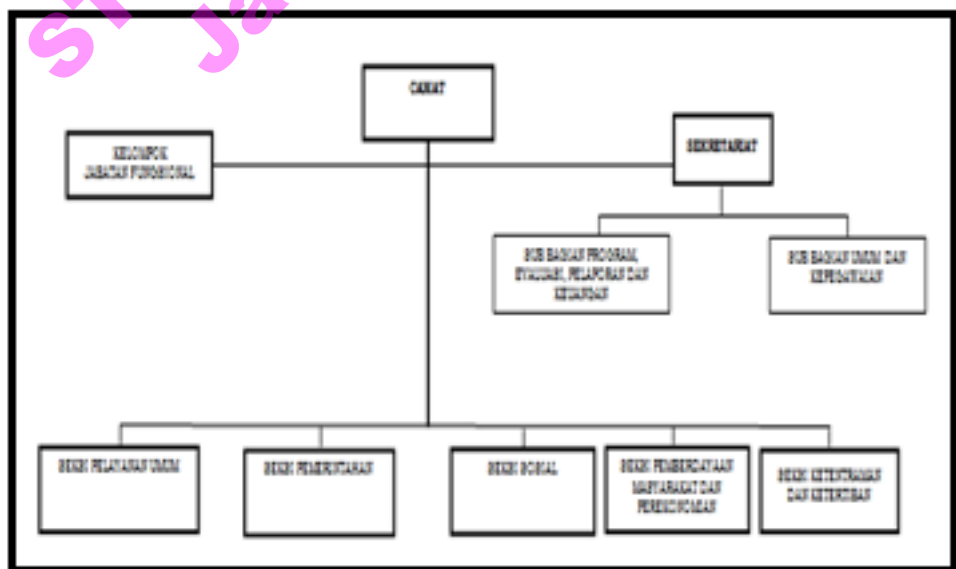 CAMAT
KELOMPOK
JABATAN FUNGSIONAL
SEKRETARIAT
SUB BAGIAN PROGRAM,
EVALUASI, PELAPORAN DAN
KEUANGAN
SUB BAGIAN UMUM DAN
KEPEGAWAIAN
SEKSI PELAYANAN UMUM
SEKSI PEMERINTAHAN
SEKSI SOSIAL
SEKSI PEMBERDAYAAN
MASYARAKAT DAN
PEREKONOMIAN
SEKSI KETENTRAMAN
DAN KETERTIBAN